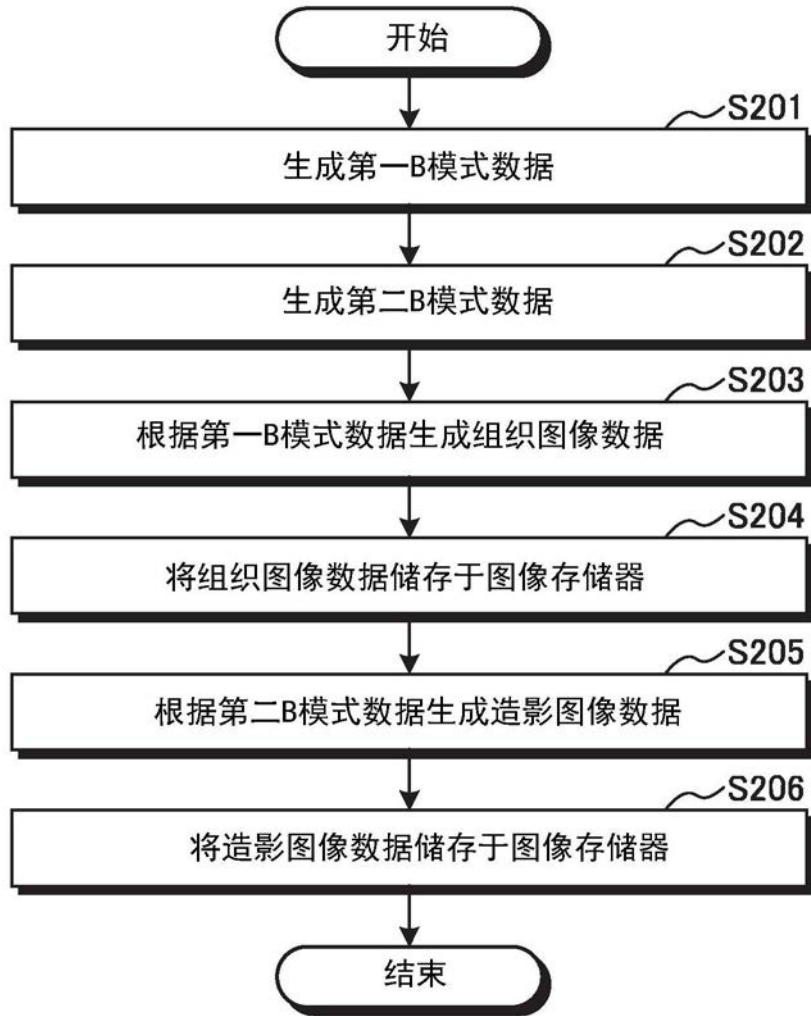 开始
S201
生成第一B模式数据
S202
生成第二B模式数据
S203
根据第一B模式数据生成组织图像数据
S204
将组织图像数据储存于图像存储器
S205
根据第二B模式数据生成造影图像数据
S206
将造影图像数据储存于图像存储器
结束